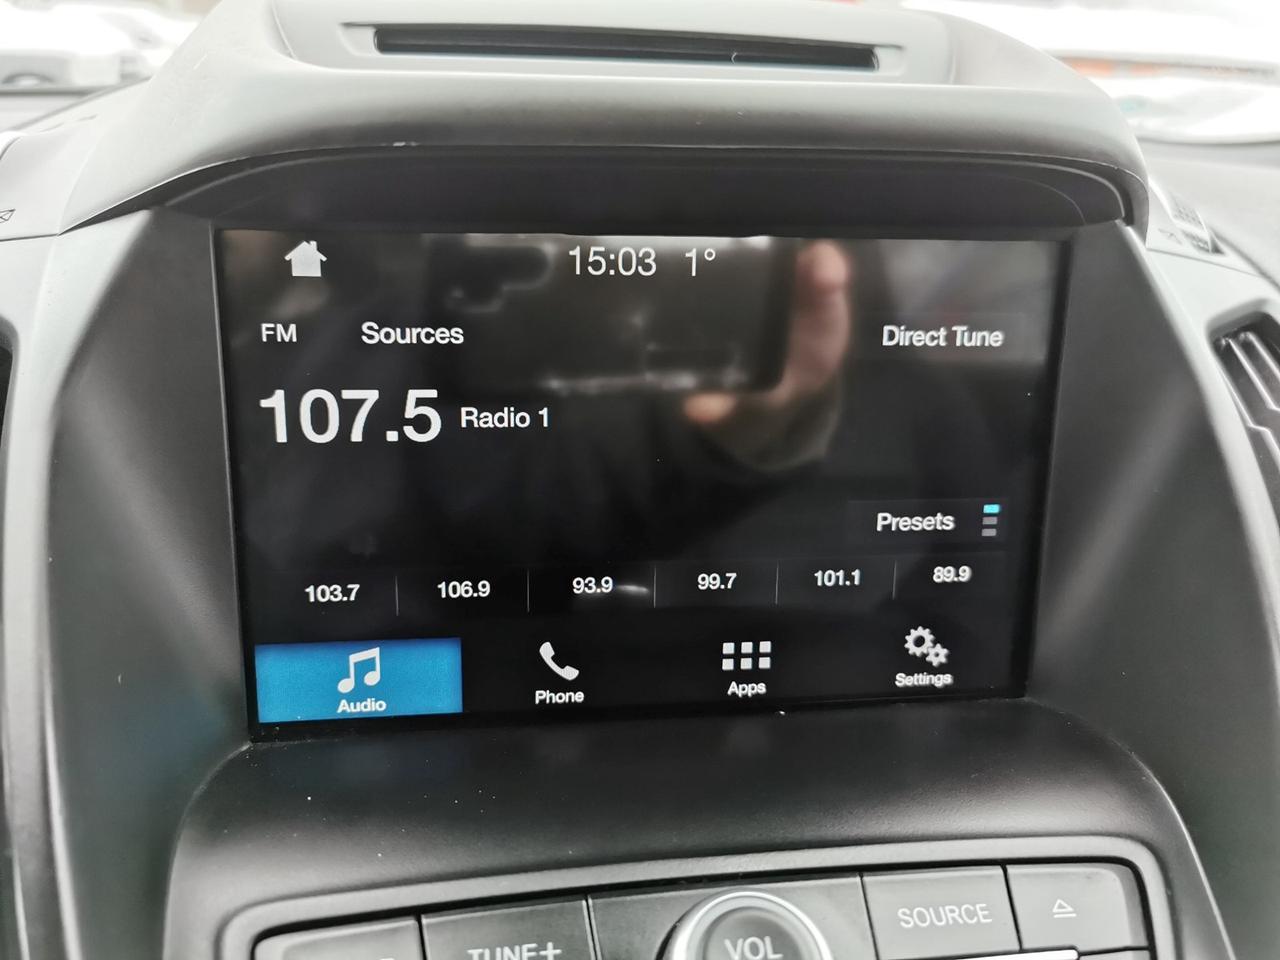 15:03 1°
FM Sources Direct Tune
107.5 Radio 1
Presets
103.7 106.9 93.9 99.7 101.1 89.9
Audio Phone Apps Settings
TUNE+ VOL SOURCE